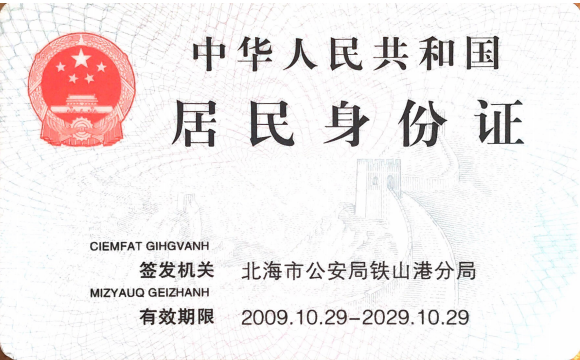 中华人民共和国
居民身份证
CIEMFAT GIHGVANH
签发机关 北海市公安局铁山港分局
MIZYAUQ GEIZHANH
有效期限 2009.10.29-2029.10.29